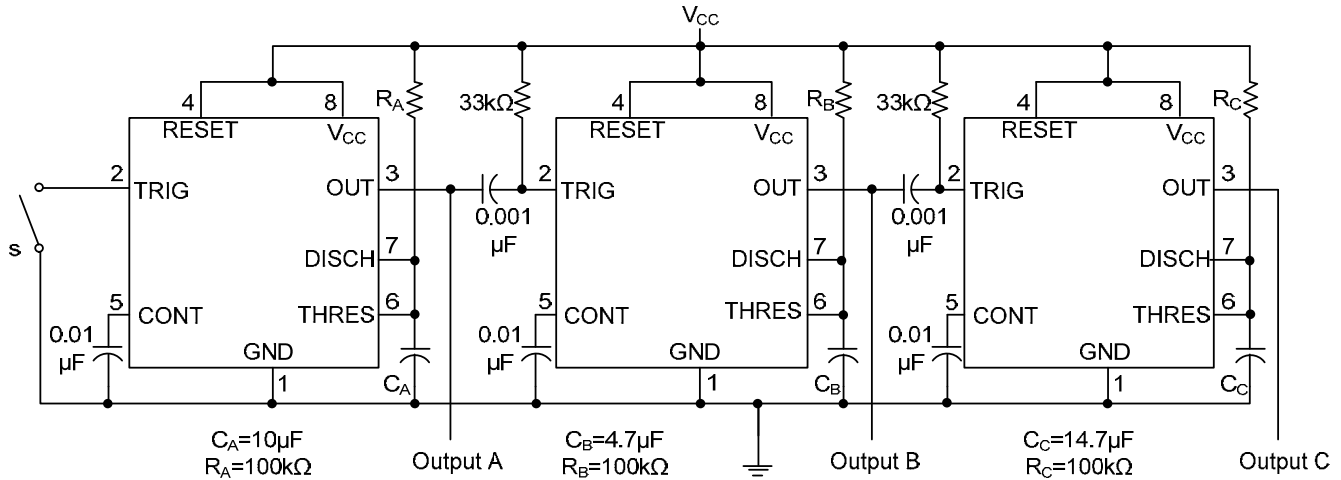 VCC
4 8 RA 33kΩ 4 8 RB 33kΩ 4 8 RC
RESET RESET RESET
VCC VCC VCC
2 3 2 3 2 3
TRIG OUT TRIG OUT TRIG OUT
0.001 0.001
µF µF
S 7 7 7
DISCH DISCH DISCH
5 6 5 6 5 6
CONT THRES CONT THRES CONT THRES
0.01 0.01 0.01
µF µF µF
GND GND GND
1 CA 1 CB 1 CC
CA=10µF CB=4.7µF CC=14.7µF
RA=100kΩ Output A RB=100kΩ Output B RC=100kΩ Output C